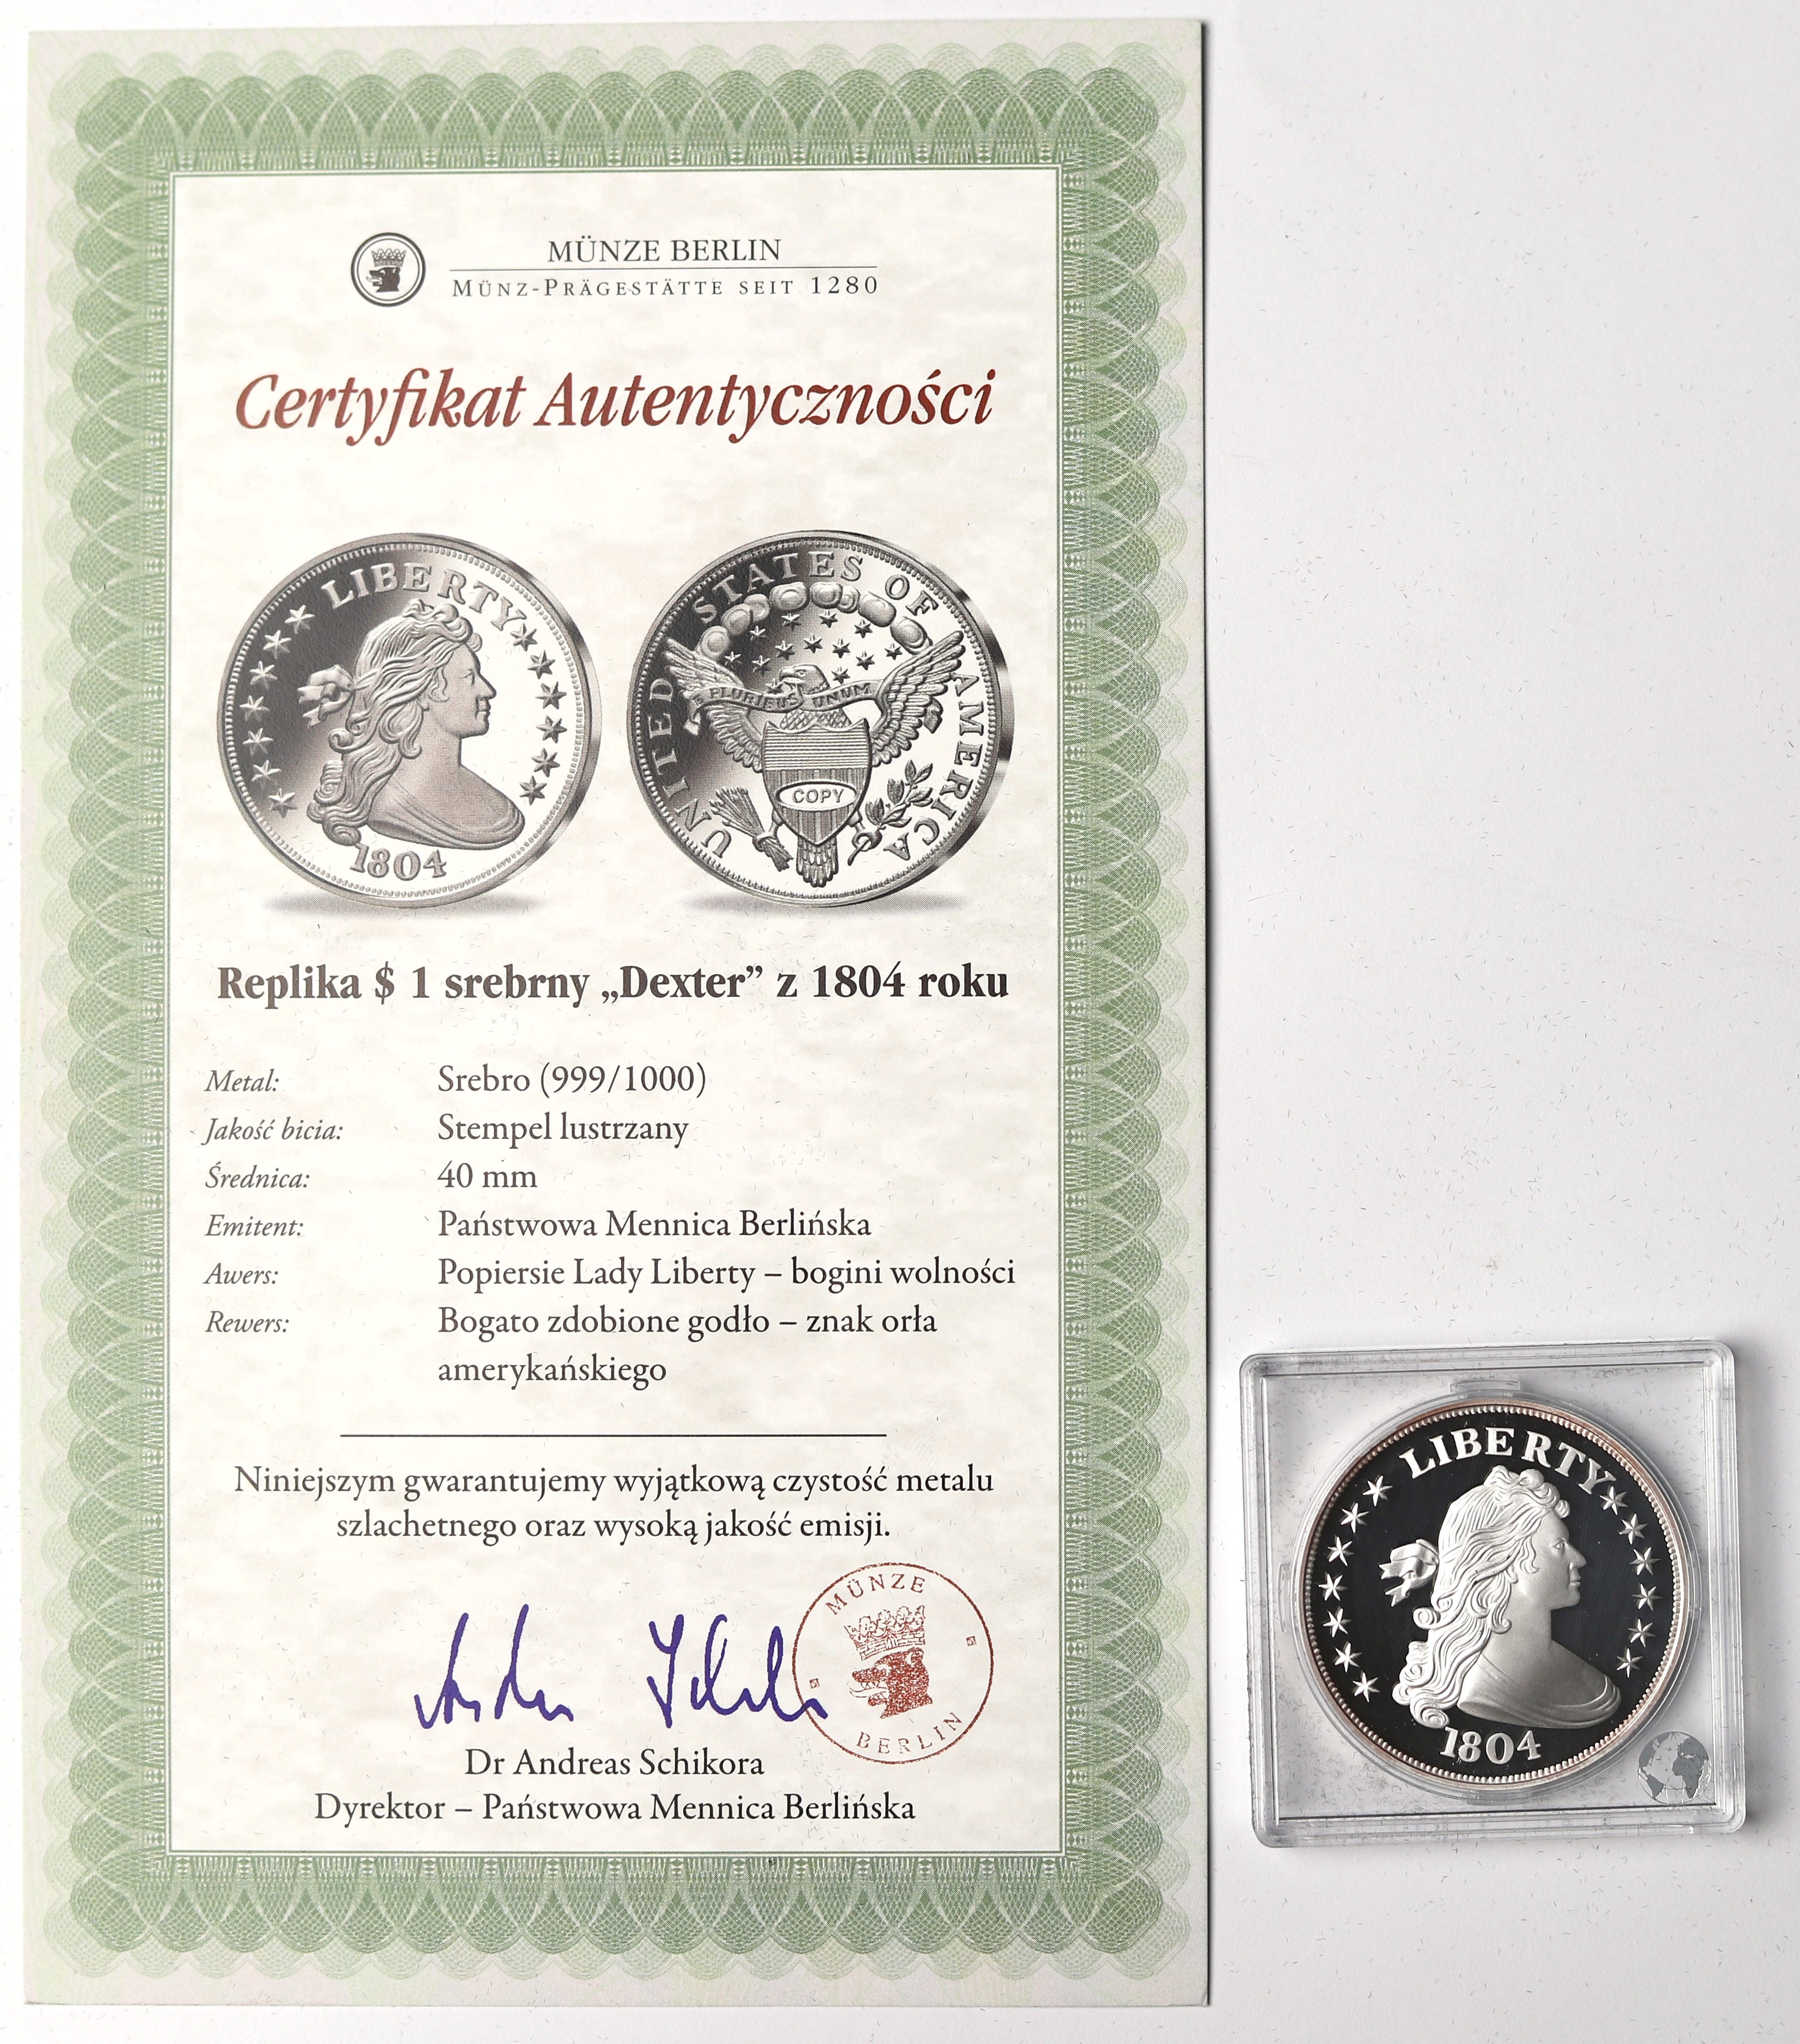 MÜNZE BERLIN
MÜNZ-PRÄGESTÄTTE SEIT 1280
Certyfikat Autentyczności
LIBERTY
1804
UNITED STATES OF AMERICA
PLURIBUS UNUM
COPY
Replika $ 1 srebrny „Dexter” z 1804 roku
Metal: Srebro (999/1000)
Jakość bicia: Stempel lustrzany
Średnica: 40 mm
Emitent: Państwowa Mennica Berlińska
Awers: Popiersie Lady Liberty – bogini wolności
Rewers: Bogato zdobione godło – znak orła
amerykańskiego
Niniejszym gwarantujemy wyjątkową czystość metalu
szlachetnego oraz wysoką jakość emisji.
MÜNZE
BERLIN
Dr Andreas Schikora
Dyrektor – Państwowa Mennica Berlińska
LIBERTY
1804